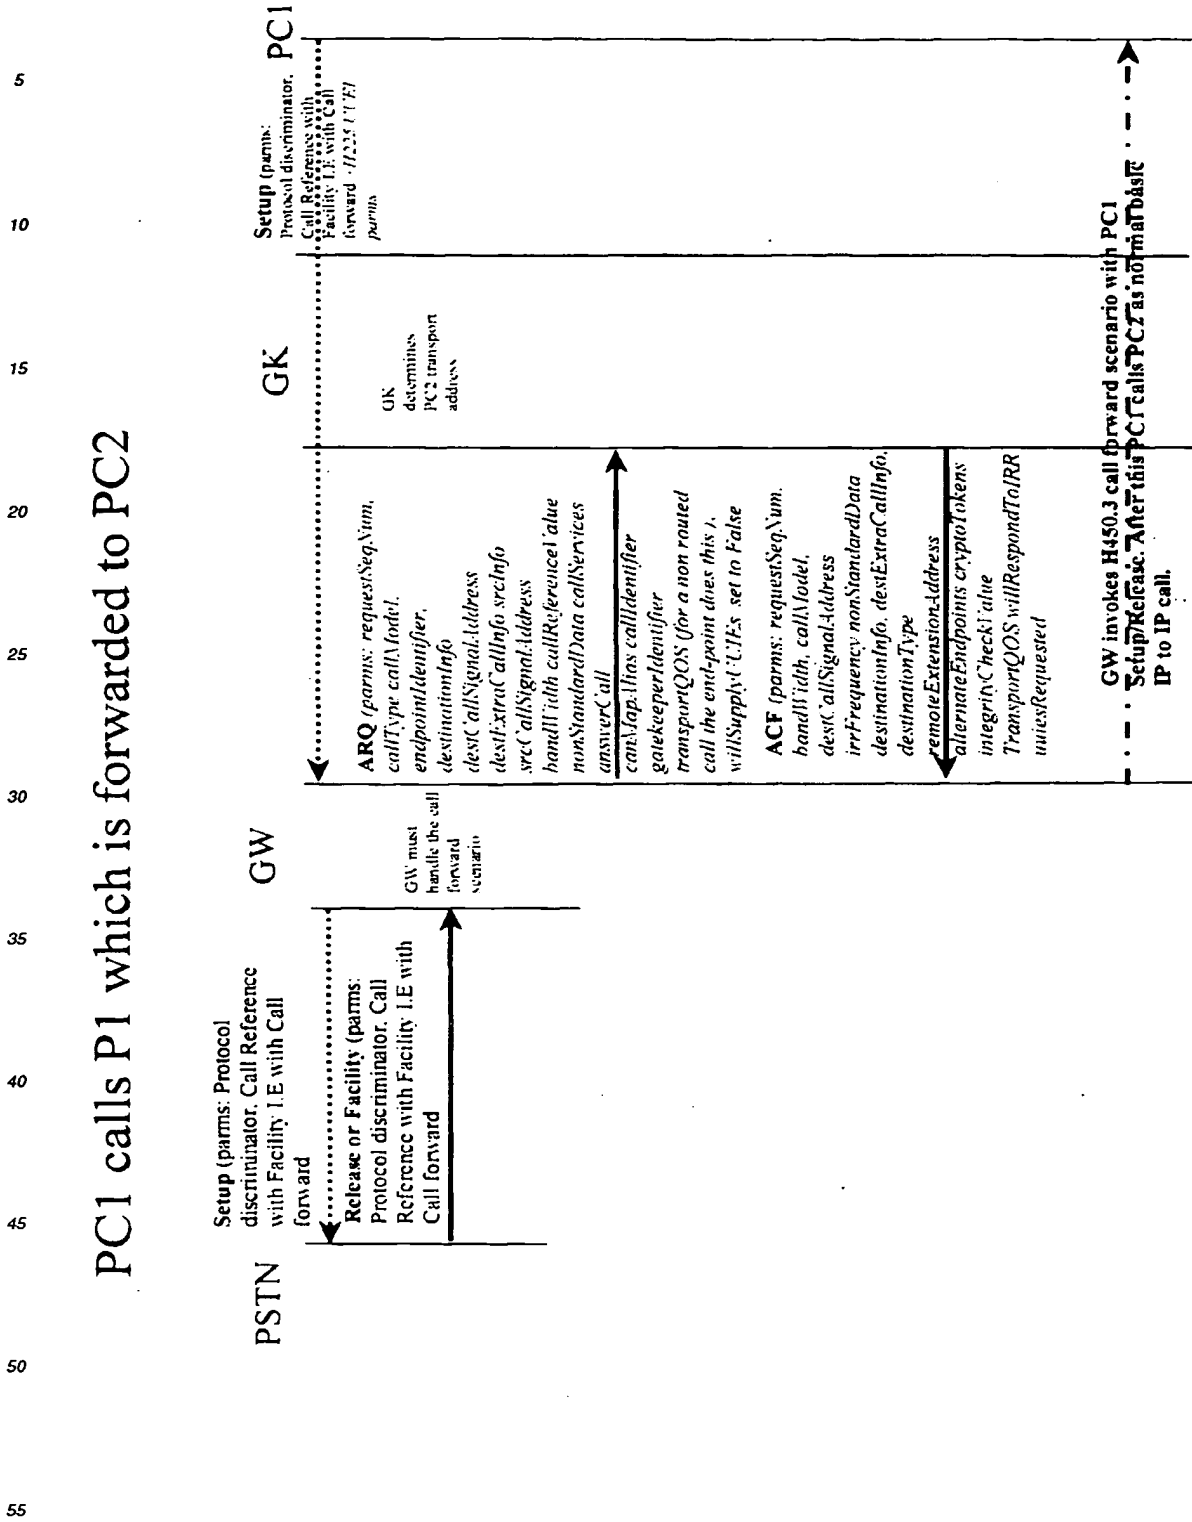 PC1 calls P1 which is forwarded to PC2
PSTN
GW
GK
PC1
Setup (parms: Protocol
discriminator. Call Reference
with Facility I.E with Call
forward
Release or Facility (parms:
Protocol discriminator. Call
Reference with Facility I.E with
Call forward
GW must
handle the call
forward
scenario
ARQ (parms: requestSeqNum,
callType callModel,
endpointIdentifier,
destinationInfo
destCallSignalAddress
destExtraCallInfo srcInfo
srcCallSignalAddress
bandWidth callReferenceValue
nonStandardData callServices
answerCall
canMapAlias callIdentifier
gatekeeperIdentifier
transportQOS (for a non routed
call the end-point does this ),
willSupplyUUIEs set to False
ACF (parms: requestSeqNum,
bandWidth, callModel,
destCallSignalAddress
irrFrequency nonStandardData
destinationInfo, destExtraCallInfo,
destinationType
remoteExtensionAddress
alternateEndpoints cryptoTokens
integrityCheckValue
TransportQOS willRespondToIRR
uuiesRequested
GK
determines
PC2 transport
address
Setup (parms:
Protocol discriminator,
Call Reference with
Facility I.E with Call
forward +H225 UUEI
parms
GW invokes H450.3 call forward scenario with PC1
Setup/Release. After this PC1 calls PC2 as normal basic
IP to IP call.
5
10
15
20
25
30
35
40
45
50
55